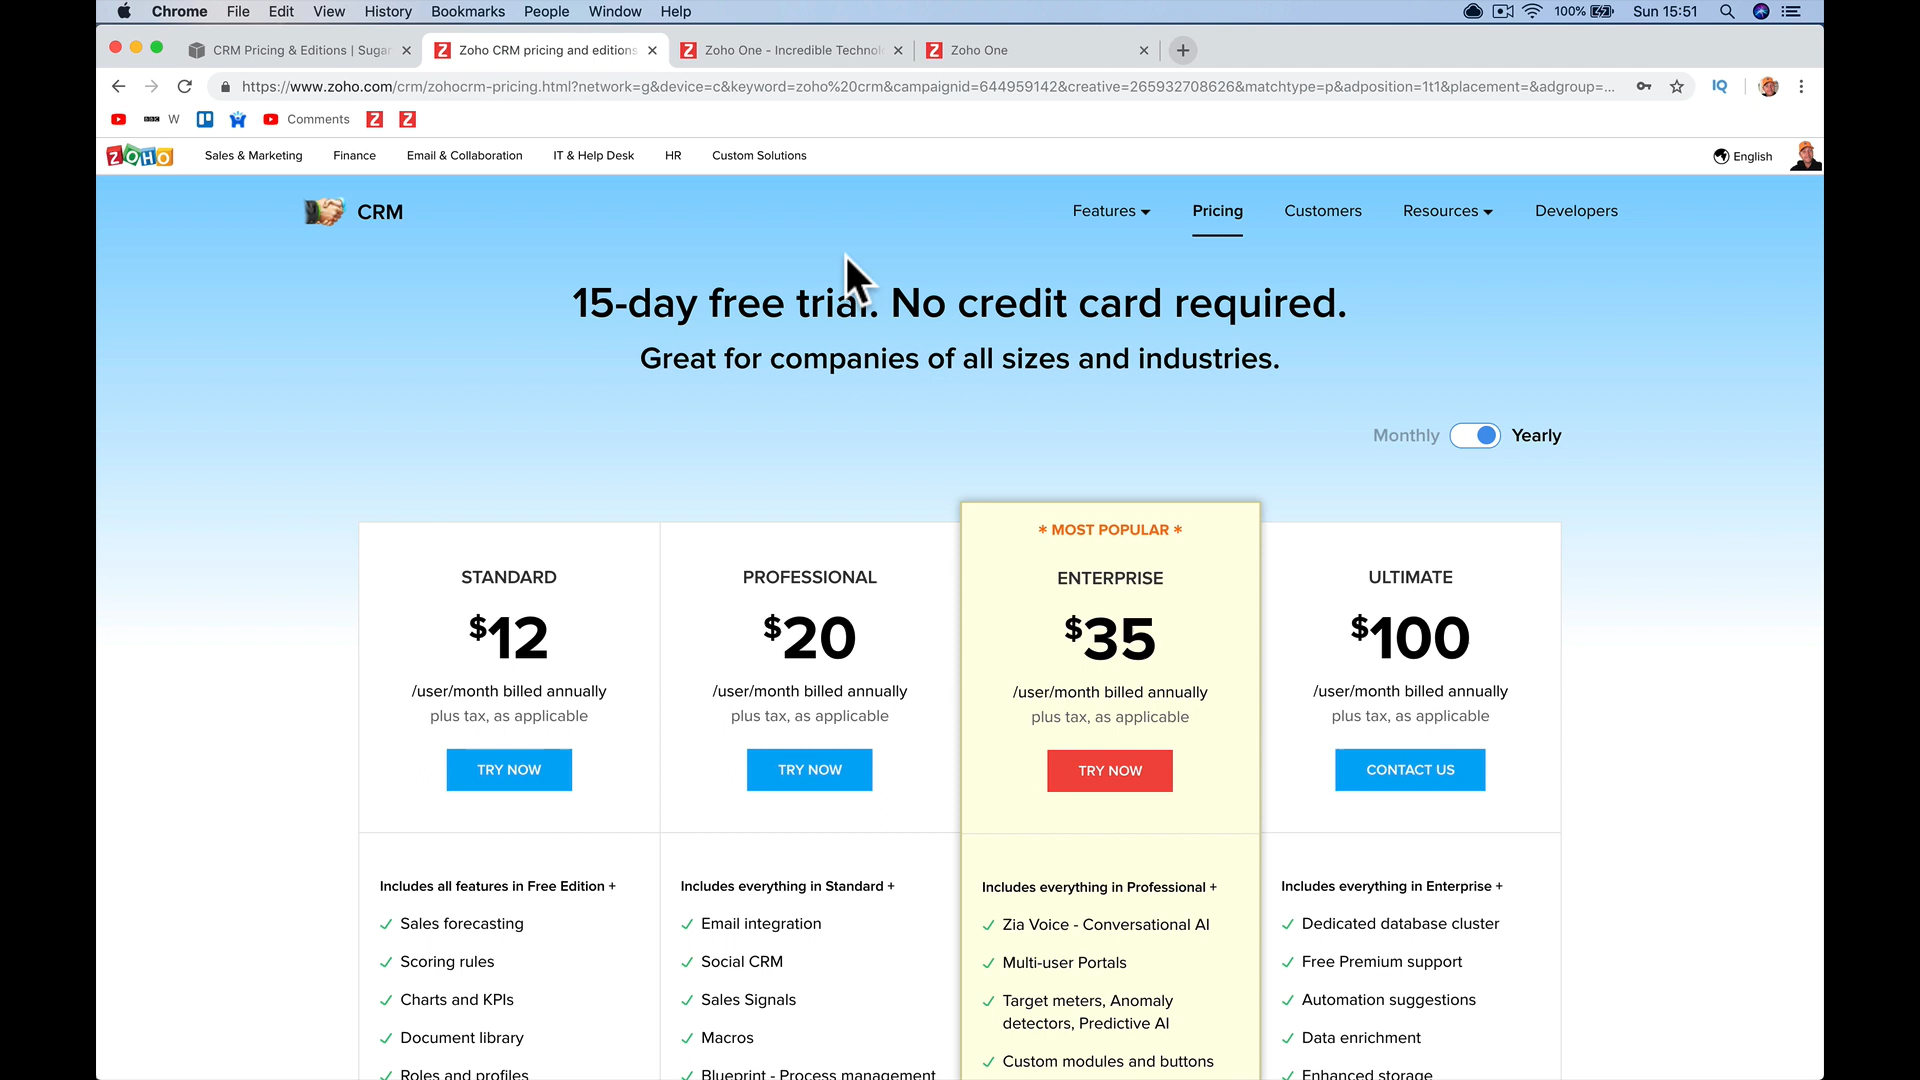 Chrome File Edit View History Bookmarks People Window Help 100% Sun 15:51
CRM Pricing & Editions | Sugar Zoho CRM pricing and editions Zoho One - Incredible Technol Zoho One
https://www.zoho.com/crm/zohocrm-pricing.html?network=g&device=c&keyword=zoho%20crm&campaignid=644959142&creative=265932708626&matchtype=p&adposition=1t1&placement=&adgroup=... IQ
BBC W Comments Z Z
ZOHO Sales & Marketing Finance Email & Collaboration IT & Help Desk HR Custom Solutions English
CRM Features Pricing Customers Resources Developers
15-day free trial. No credit card required.
Great for companies of all sizes and industries.
Monthly Yearly
* MOST POPULAR *
STANDARD PROFESSIONAL ENTERPRISE ULTIMATE
$12 $20 $35 $100
/user/month billed annually /user/month billed annually /user/month billed annually /user/month billed annually
plus tax, as applicable plus tax, as applicable plus tax, as applicable plus tax, as applicable
TRY NOW TRY NOW TRY NOW CONTACT US
Includes all features in Free Edition + Includes everything in Standard + Includes everything in Professional + Includes everything in Enterprise +
Sales forecasting Email integration Zia Voice - Conversational AI Dedicated database cluster
Scoring rules Social CRM Multi-user Portals Free Premium support
Charts and KPIs Sales Signals Target meters, Anomaly Automation suggestions
detectors, Predictive AI
Document library Macros Data enrichment
Custom modules and buttons
Roles and profiles Blueprint - Process management Enhanced storage